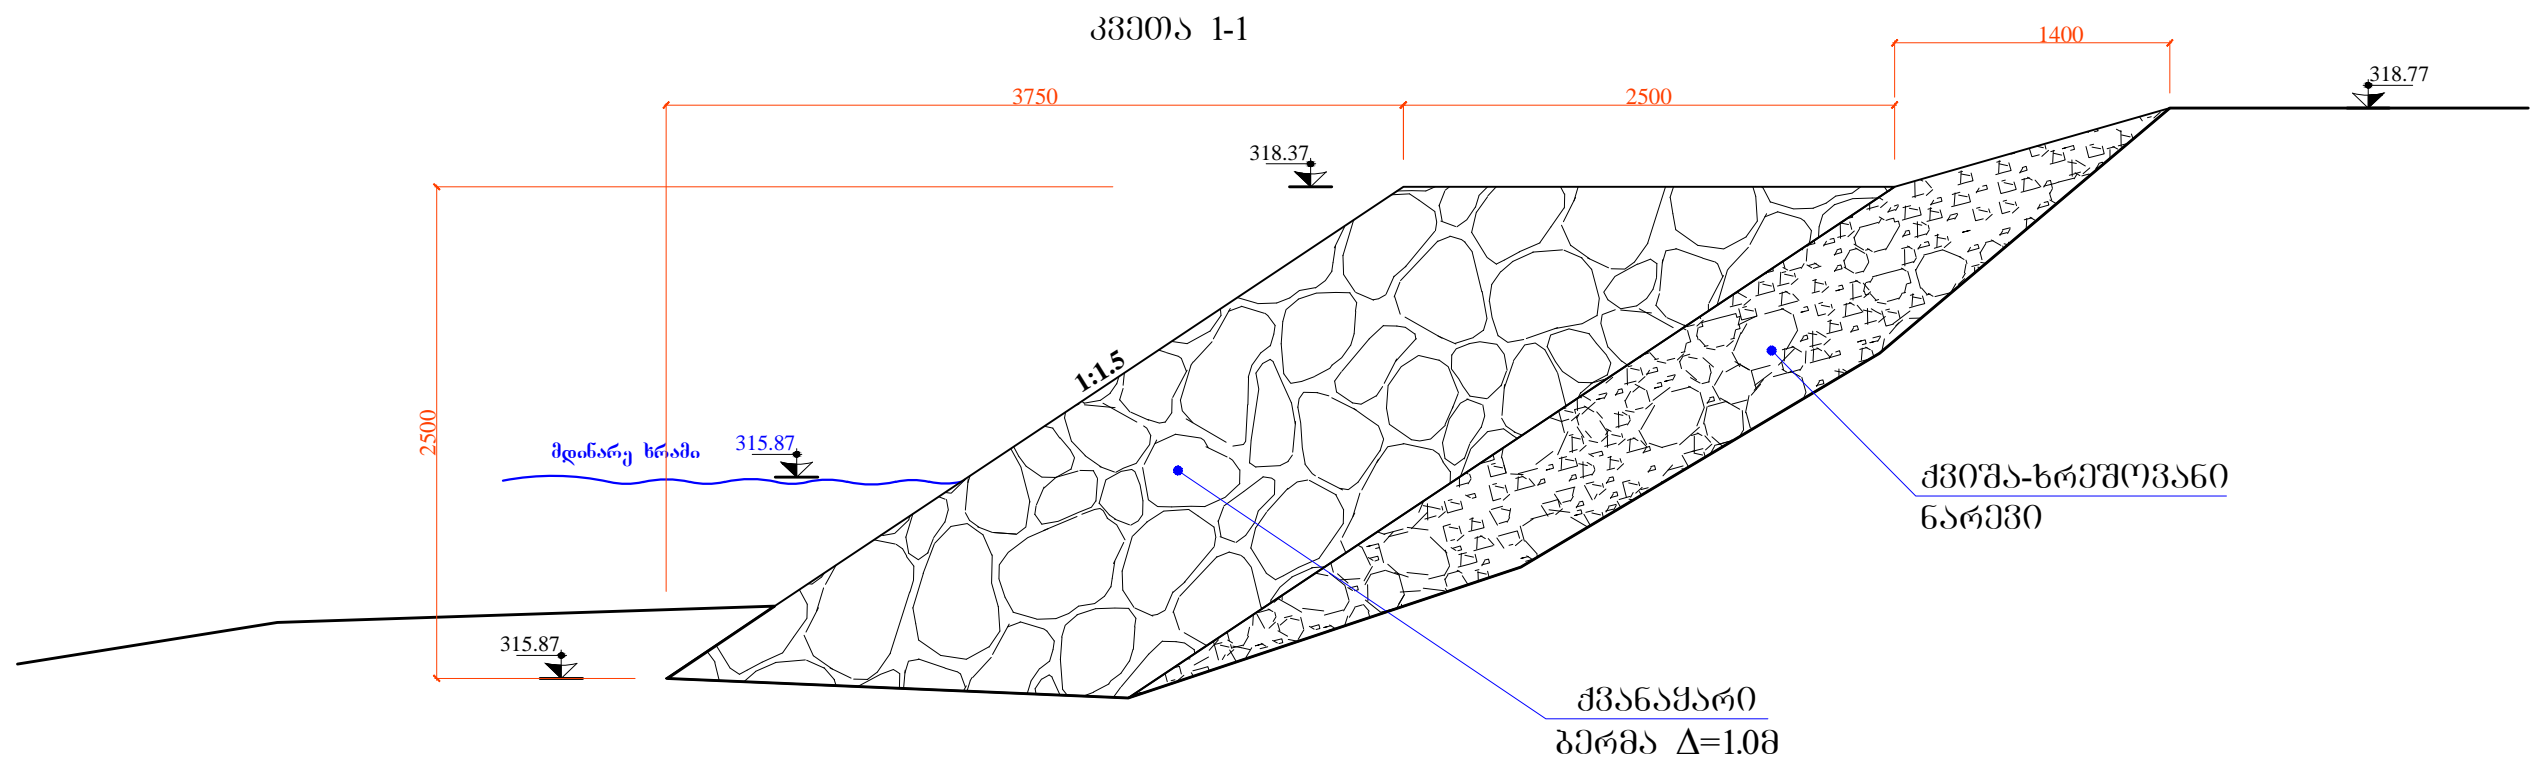 კვეთა 1-1
1400
318.77
3750
2500
318.37
1:1.5
2500
მდინარე ხრამი
315.87
ქვიშა-ხრეშოვანი
ნარევი
315.87
ქვანაყარი
ბერმა Δ=1.0მ